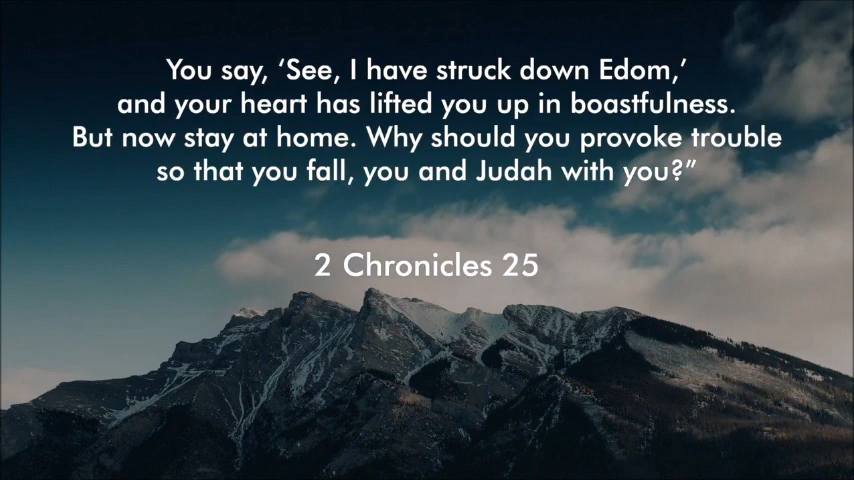 You say, ‘See, I have struck down Edom,’
and your heart has lifted you up in boastfulness.
But now stay at home. Why should you provoke trouble
so that you fall, you and Judah with you?”
2 Chronicles 25